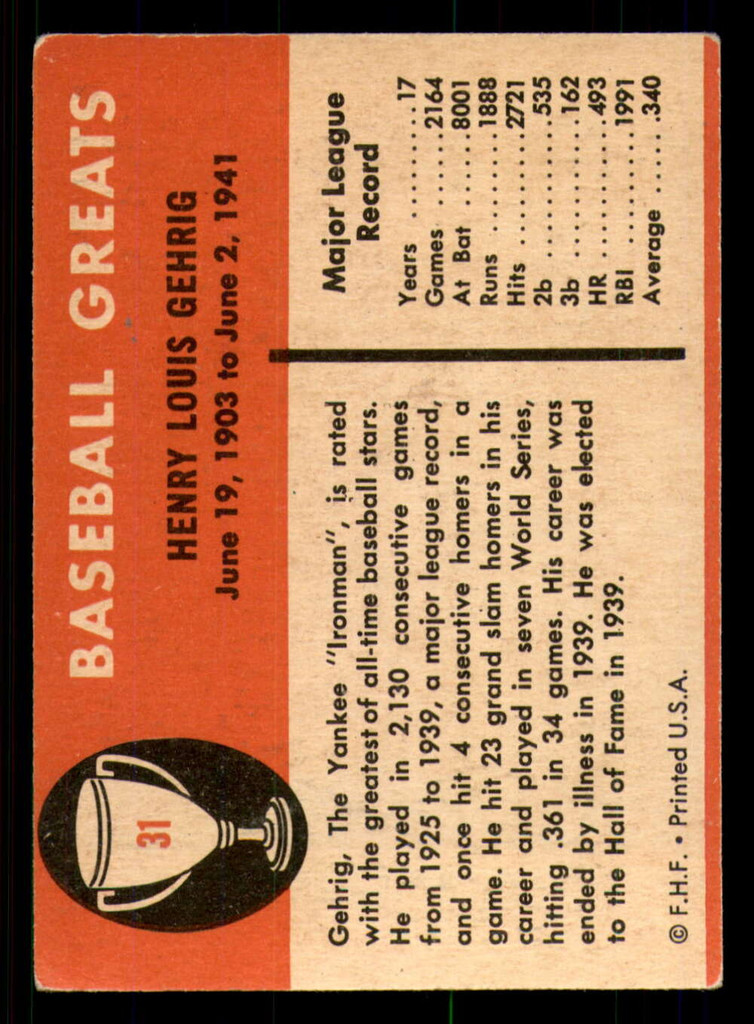 31
BASEBALL GREATS
HENRY LOUIS GEHRIG
June 19, 1903 to June 2, 1941
Gehrig, The Yankee "Ironman", is rated
with the greatest of all-time baseball stars.
He played in 2,130 consecutive games
from 1925 to 1939, a major league record,
and once hit 4 consecutive homers in a
game. He hit 23 grand slam homers in his
career and played in seven World Series,
hitting .361 in 34 games. His career was
ended by illness in 1939. He was elected
to the Hall of Fame in 1939.
© F.H.F. • Printed U.S.A.
Major League
Record
Years ..........17
Games .......2164
At Bat .......8001
Runs .........1888
Hits ..........2721
2b ............535
3b ............162
HR ............493
RBI ..........1991
Average ......340